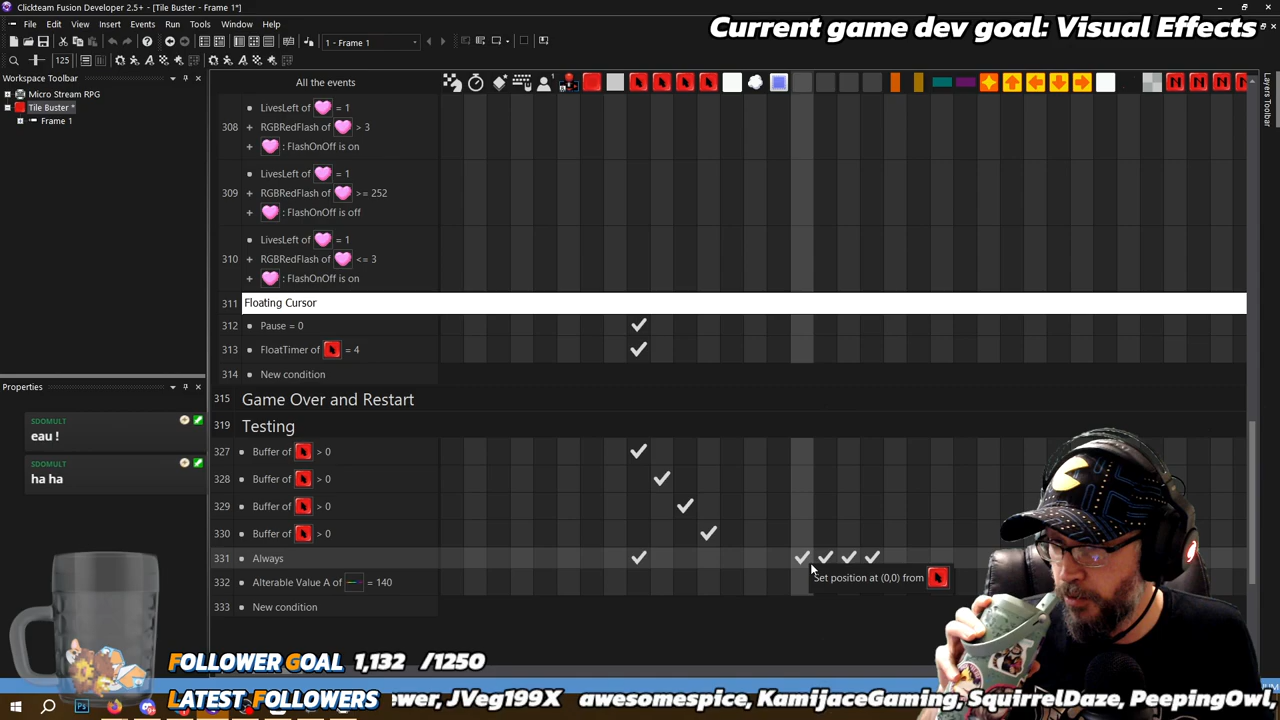 Clickteam Fusion Developer 2.5+ - [Tile Buster - Frame 1*]
Current game dev goal: Visual Effects
File Edit View Insert Events Run Tools Window Help
1 - Frame 1
123
Workspace Toolbar
Micro Stream RPG
Tile Buster *
Frame 1
All the events
Layers Toolbar
LivesLeft of = 1
308 + RGBRedFlash of > 3
+ : FlashOnOff is on
LivesLeft of = 1
309 + RGBRedFlash of >= 252
+ : FlashOnOff is off
LivesLeft of = 1
310 + RGBRedFlash of <= 3
+ : FlashOnOff is on
311 Floating Cursor
312 Pause = 0
313 FloatTimer of = 4
314 New condition
315 Game Over and Restart
319 Testing
327 Buffer of > 0
328 Buffer of > 0
329 Buffer of > 0
330 Buffer of > 0
331 Always
Set position at (0,0) from
332 Alterable Value A of = 140
333 New condition
Properties
SDOMULT
eau !
SDOMULT
ha ha
FOLLOWER GOAL 1,132 /1250
LATEST FOLLOWERS wer, JVeg199X awesomespice, KamijaceGaming, SquirrelDaze, PeepingOwl,